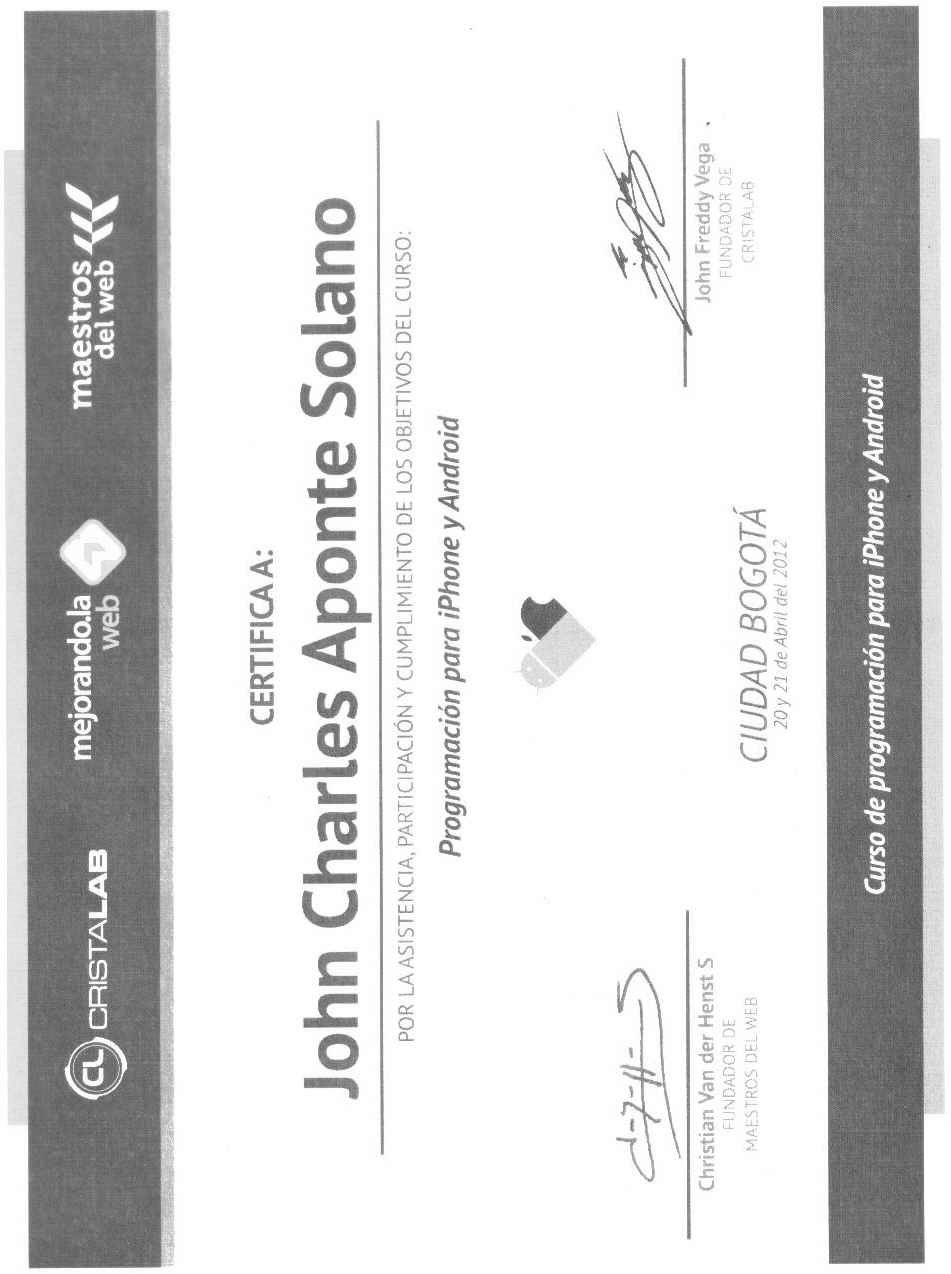 CL CRISTALAB
mejorando.la
web
maestros
del web
CERTIFICA A:
John Charles Aponte Solano
POR LA ASISTENCIA, PARTICIPACIÓN Y CUMPLIMIENTO DE LOS OBJETIVOS DEL CURSO:
Programación para iPhone y Android
Christian Van der Henst S
FUNDADOR DE
MAESTROS DEL WEB
CIUDAD BOGOTÁ
20 y 21 de Abril del 2012
John Freddy Vega
FUNDADOR DE
CRISTALAB
Curso de programación para iPhone y Android